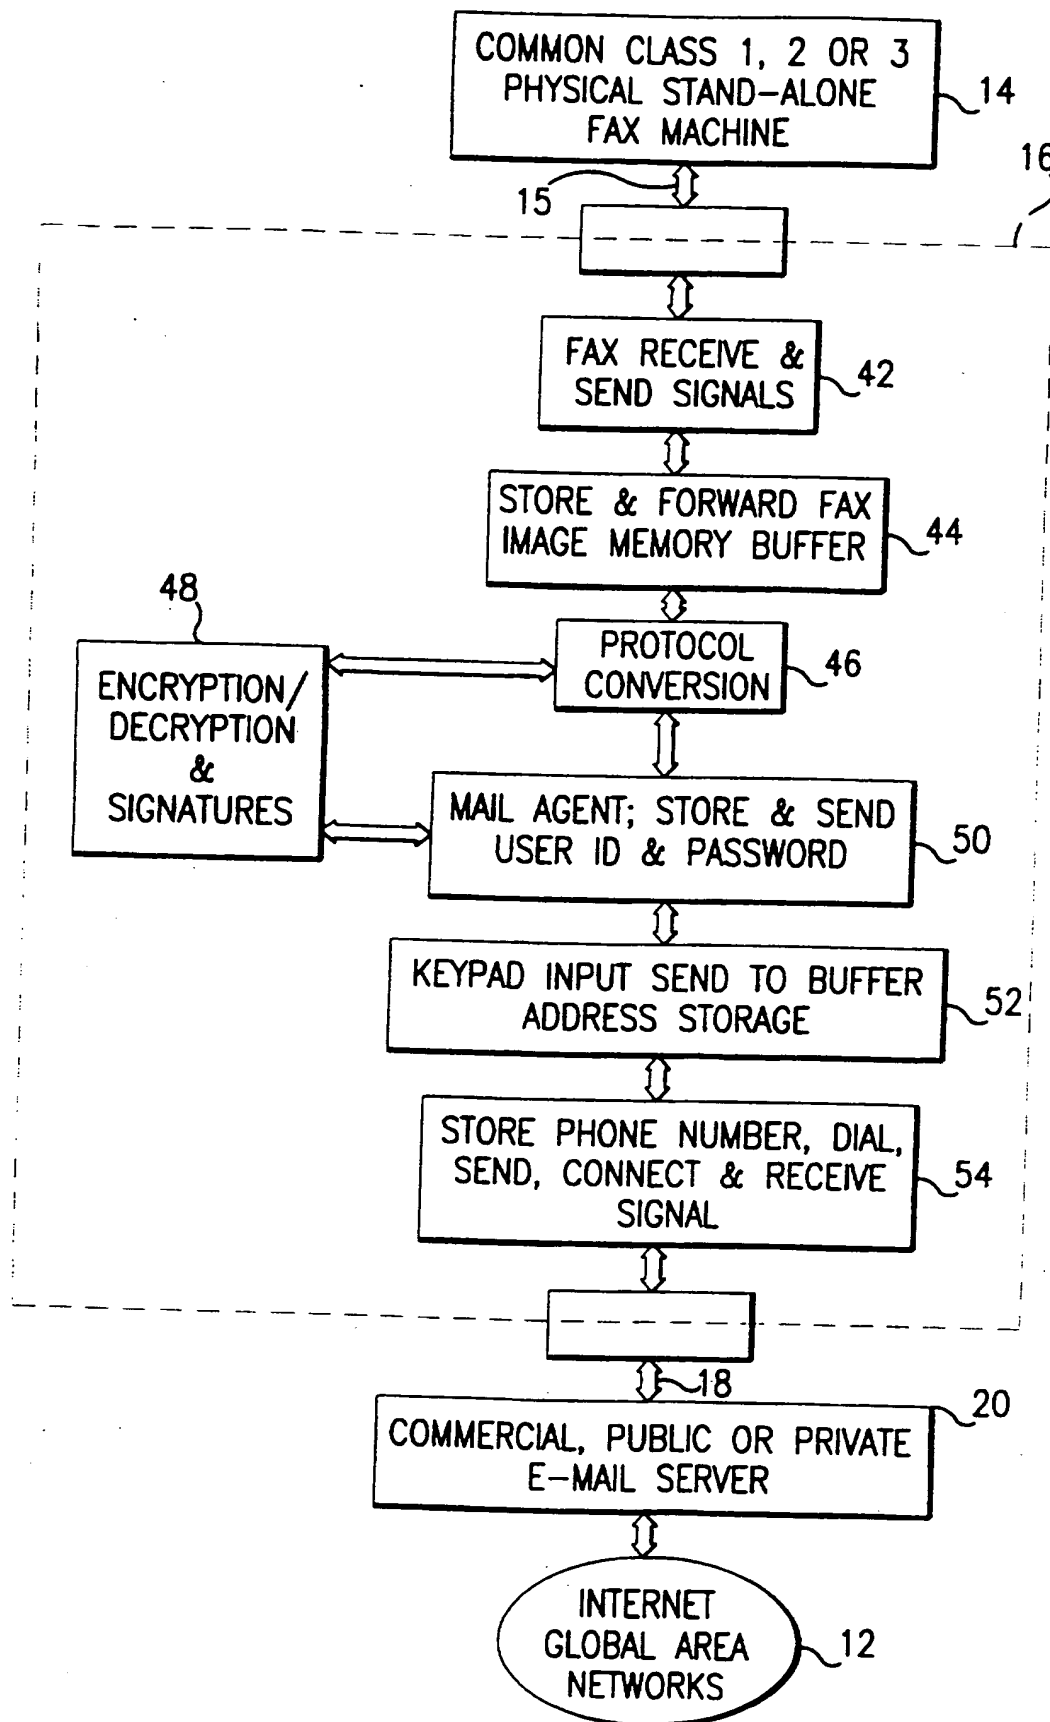 COMMON CLASS 1, 2 OR 3
PHYSICAL STAND-ALONE
FAX MACHINE
14
16
15
FAX RECEIVE &
SEND SIGNALS
42
STORE & FORWARD FAX
IMAGE MEMORY BUFFER
44
48
PROTOCOL
CONVERSION
46
ENCRYPTION/
DECRYPTION
&
SIGNATURES
MAIL AGENT; STORE & SEND
USER ID & PASSWORD
50
KEYPAD INPUT SEND TO BUFFER
ADDRESS STORAGE
52
STORE PHONE NUMBER, DIAL,
SEND, CONNECT & RECEIVE
SIGNAL
54
18
20
COMMERCIAL, PUBLIC OR PRIVATE
E-MAIL SERVER
INTERNET
GLOBAL AREA
NETWORKS
12